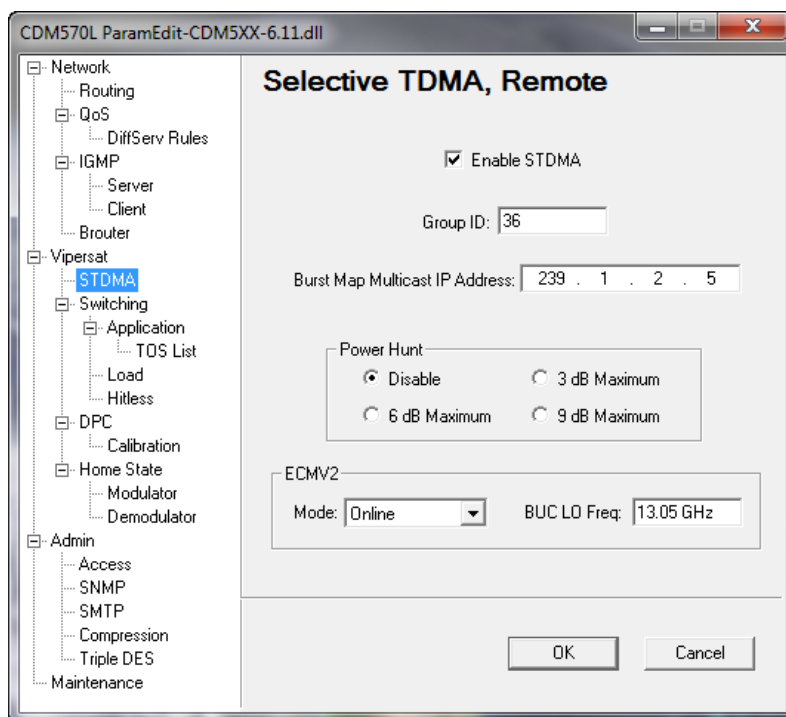 CDM570L ParamEdit-CDM5XX-6.11.dll
Network
Routing
QoS
DiffServ Rules
IGMP
Server
Client
Brouter
Vipersat
STDMA
Switching
Application
TOS List
Load
Hitless
DPC
Calibration
Home State
Modulator
Demodulator
Admin
Access
SNMP
SMTP
Compression
Triple DES
Maintenance
Selective TDMA, Remote
Enable STDMA
Group ID: 36
Burst Map Multicast IP Address: 239 . 1 . 2 . 5
Power Hunt
Disable 3 dB Maximum
6 dB Maximum 9 dB Maximum
ECMV2
Mode: Online BUC LO Freq: 13.05 GHz
OK Cancel